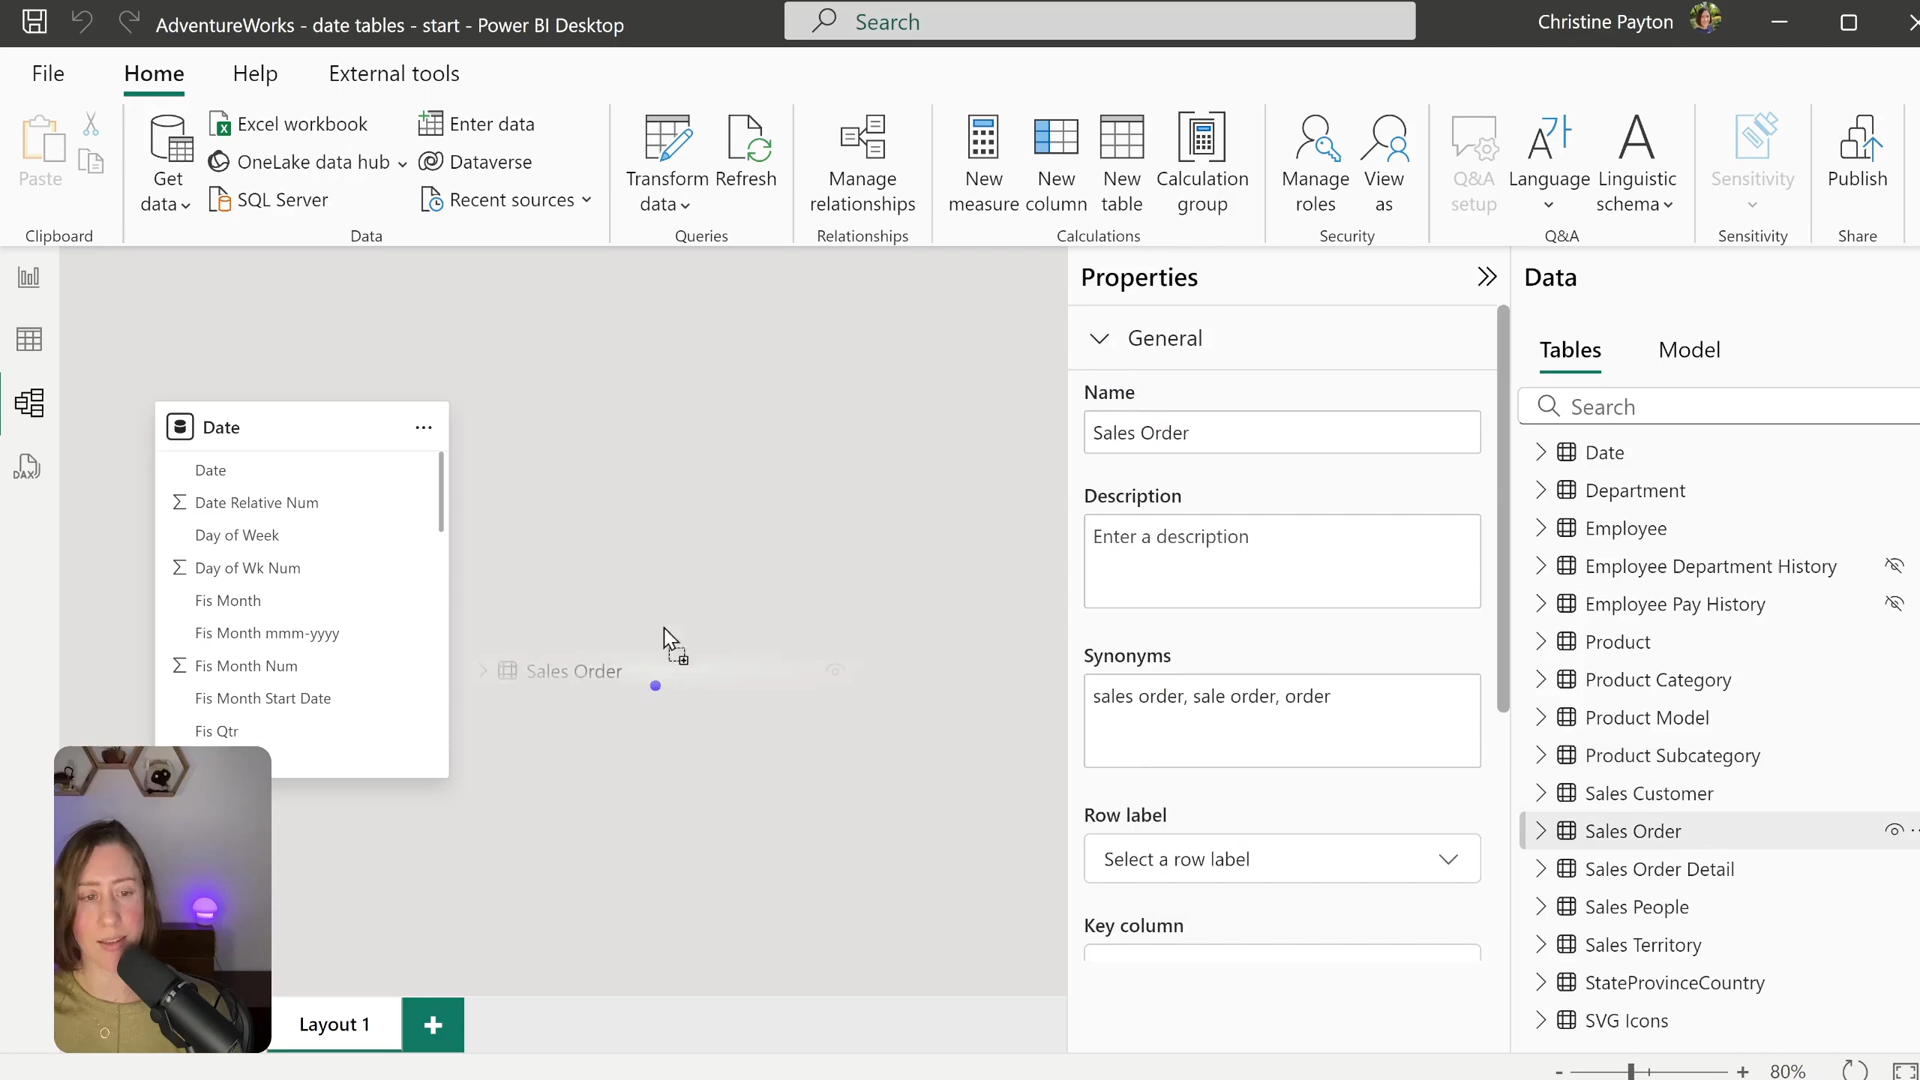 AdventureWorks - date tables - start - Power BI Desktop
Search
Christine Payton
File
Home
Help
External tools
Paste
Clipboard
Get data
Excel workbook
OneLake data hub
SQL Server
Enter data
Dataverse
Recent sources
Data
Transform data
Refresh
Queries
Manage relationships
Relationships
New measure
New column
New table
Calculation group
Calculations
Manage roles
View as
Security
Q&A setup
Language
Linguistic schema
Q&A
Sensitivity
Sensitivity
Publish
Share
DAX
Date
Date
Date Relative Num
Day of Week
Day of Wk Num
Fis Month
Fis Month mmm-yyyy
Fis Month Num
Fis Month Start Date
Fis Qtr
Sales Order
Layout 1
Properties
General
Name
Sales Order
Description
Enter a description
Synonyms
sales order, sale order, order
Row label
Select a row label
Key column
Data
Tables
Model
Search
Date
Department
Employee
Employee Department History
Employee Pay History
Product
Product Category
Product Model
Product Subcategory
Sales Customer
Sales Order
Sales Order Detail
Sales People
Sales Territory
StateProvinceCountry
SVG Icons
80%